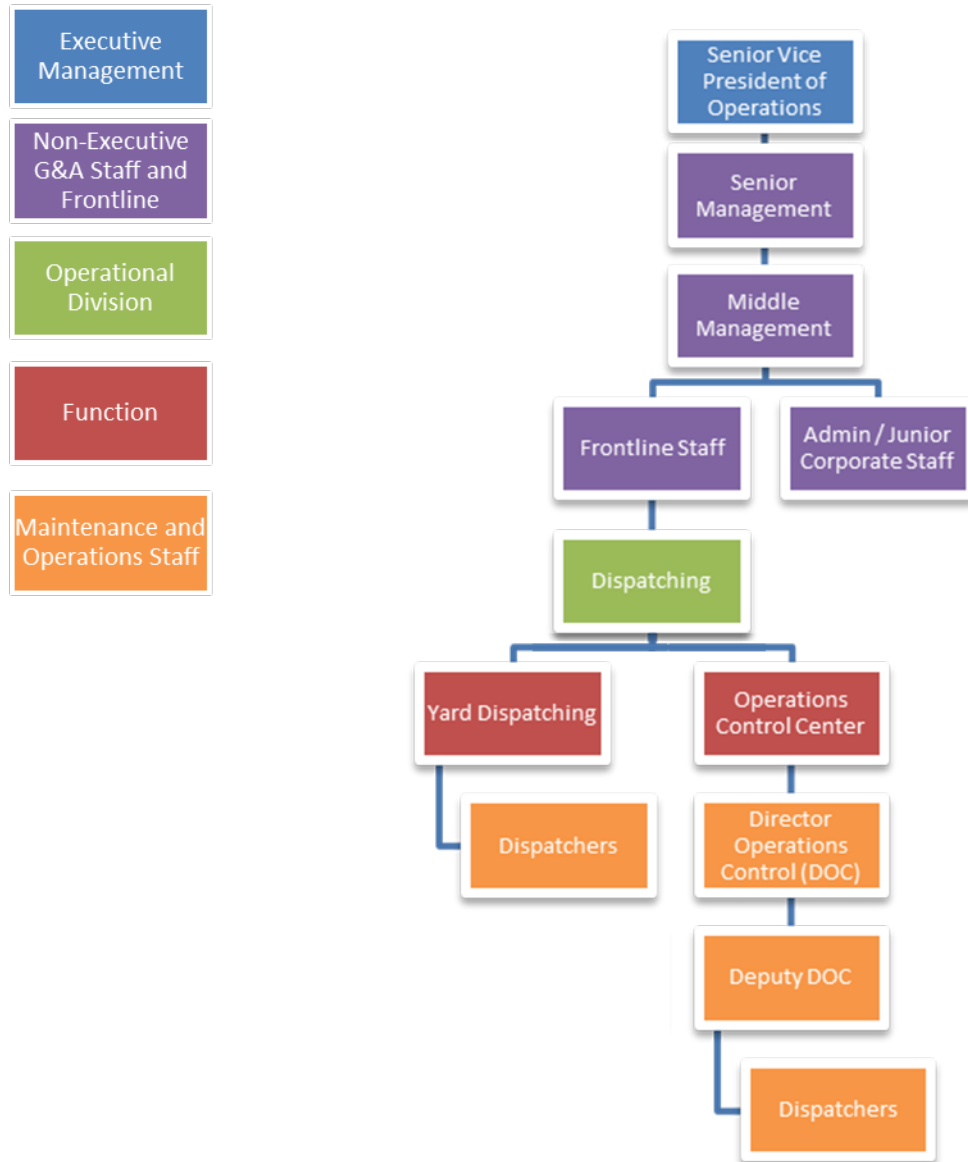 Executive
Management
Non-Executive
G&A Staff and
Frontline
Operational
Division
Function
Maintenance and
Operations Staff
Senior Vice
President of
Operations
Senior
Management
Middle
Management
Frontline Staff
Admin / Junior
Corporate Staff
Dispatching
Yard Dispatching
Operations
Control Center
Dispatchers
Director
Operations
Control (DOC)
Deputy DOC
Dispatchers